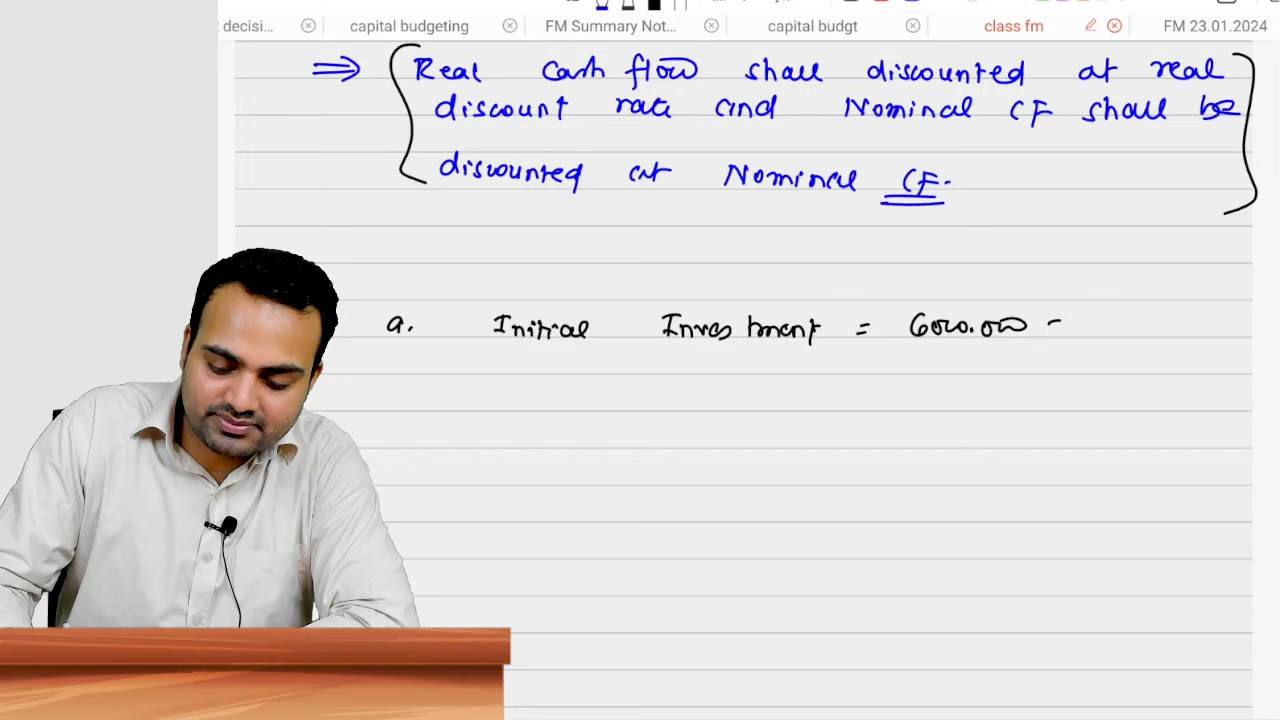 decisi... capital budgeting FM Summary Not... capital budgt class fm FM 23.01.2024
⇒ Real cash flow shall discounted at real
discount rate and Nominal CF shall be
discounted at Nominal CF.
a. Initial Investment = 600.000 -